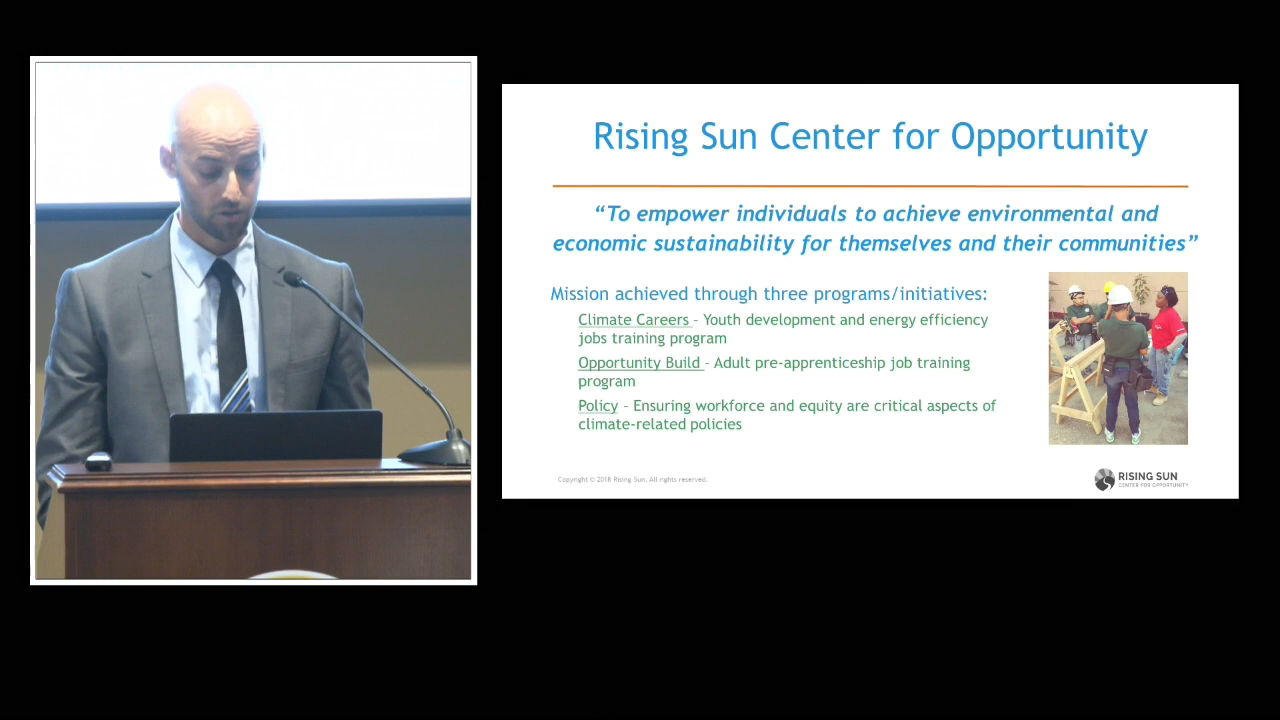 Rising Sun Center for Opportunity
“To empower individuals to achieve environmental and
economic sustainability for themselves and their communities”
Mission achieved through three programs/initiatives:
Climate Careers – Youth development and energy efficiency
jobs training program
Opportunity Build – Adult pre-apprenticeship job training
program
Policy – Ensuring workforce and equity are critical aspects of
climate-related policies
Copyright © 2018 Rising Sun. All rights reserved.
RISING SUN
CENTER FOR OPPORTUNITY